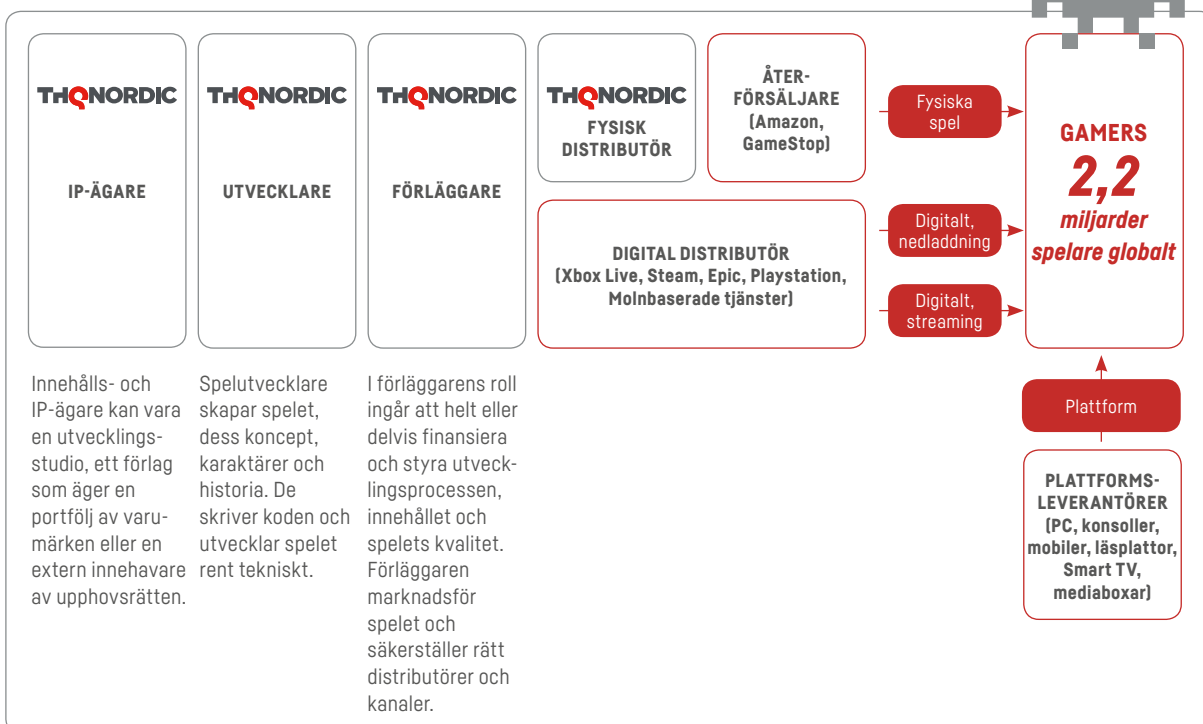 THQNORDIC
IP-ÄGARE
THQNORDIC
UTVECKLARE
THQNORDIC
FÖRLÄGGARE
THQNORDIC
FYSISK
DISTRIBUTÖR
ÅTER-
FÖRSÄLJARE
(Amazon,
GameStop)
DIGITAL DISTRIBUTÖR
(Xbox Live, Steam, Epic, Playstation,
Molnbaserade tjänster)
Fysiska
spel
Digitalt,
nedladdning
Digitalt,
streaming
GAMERS
2,2
miljarder
spelare globalt
Plattform
PLATTFORMS-
LEVERANTÖRER
(PC, konsoller,
mobiler, läsplattor,
Smart TV,
mediaboxar)
Innehålls- och
IP-ägare kan vara
en utvecklings-
studio, ett förlag
som äger en
portfölj av varu-
märken eller en
extern innehavare
av upphovsrätten.
Spelutvecklare
skapar spelet,
dess koncept,
karaktärer och
historia. De
skriver koden och
utvecklar spelet
rent tekniskt.
I förläggarens roll
ingår att helt eller
delvis finansiera
och styra utveck-
lingsprocessen,
innehållet och
spelets kvalitet.
Förläggaren
marknadsför
spelet och
säkerställer rätt
distributörer och
kanaler.